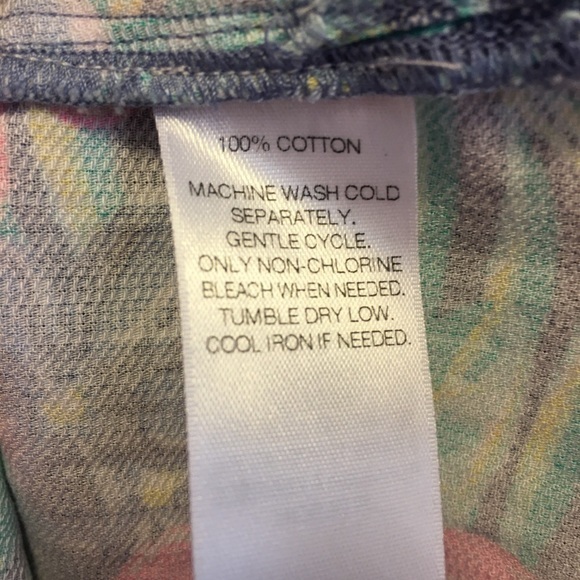 100% COTTON
MACHINE WASH COLD
SEPARATELY.
GENTLE CYCLE.
ONLY NON-CHLORINE
BLEACH WHEN NEEDED.
TUMBLE DRY LOW.
COOL IRON IF NEEDED.